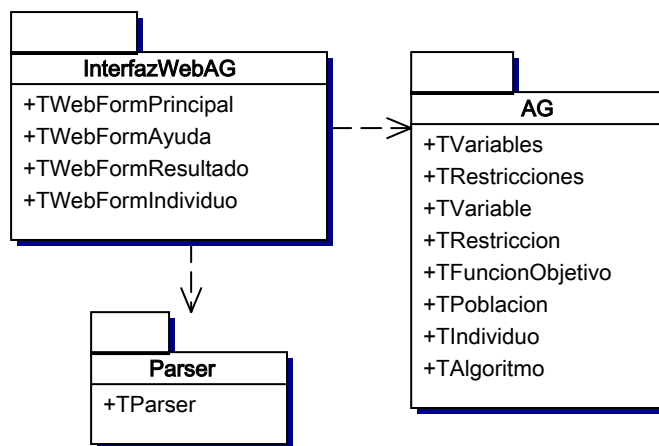 InterfazWebAG
+TWebFormPrincipal
+TWebFormAyuda
+TWebFormResultado
+TWebFormIndividuo
AG
+TVariables
+TRestricciones
+TVariable
+TRestriccion
+TFuncionObjetivo
+TPoblacion
+TIndividuo
+TAlgoritmo
Parser
+TParser